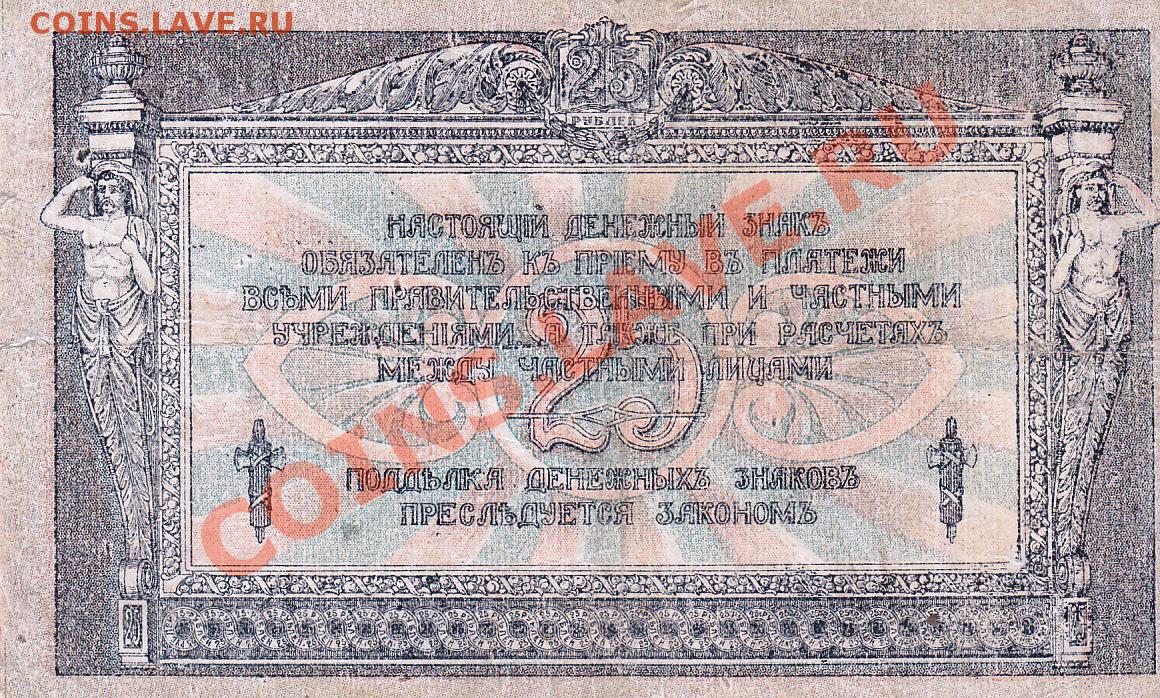 COINS.LAVE.RU
25
РУБЛЕЙ
НАСТОЯЩІЙ ДЕНЕЖНЫЙ ЗНАКЪ
ОБЯЗАТЕЛЕНЪ КЪ ПРІЕМУ ВЪ ПЛАТЕЖИ
ВСѢМИ ПРАВИТЕЛЬСТВЕННЫМИ И ЧАСТНЫМИ
УЧРЕЖДЕНІЯМИ, А ТАКЖЕ ПРИ РАСЧЕТАХЪ
МЕЖДУ ЧАСТНЫМИ ЛИЦАМИ
25
ПОДДѢЛКА ДЕНЕЖНЫХЪ ЗНАКОВЪ
ПРЕСЛѢДУЕТСЯ ЗАКОНОМЪ
COINS.LAVE.RU
25
25